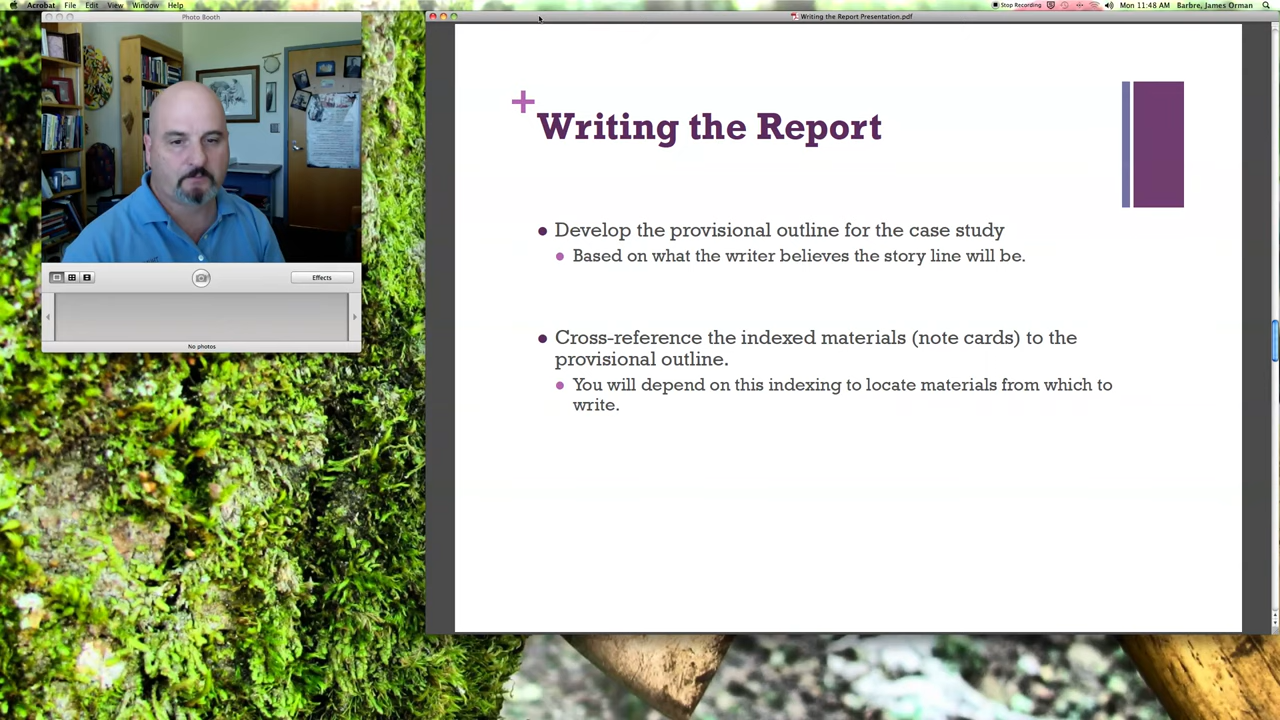 Acrobat File Edit View Window Help
Stop Recording
Mon 11:48 AM Barbre, James Orman
Photo Booth
Writing the Report Presentation.pdf
+
Writing the Report
• Develop the provisional outline for the case study
• Based on what the writer believes the story line will be.
• Cross-reference the indexed materials (note cards) to the
provisional outline.
• You will depend on this indexing to locate materials from which to
write.
Effects
No photos